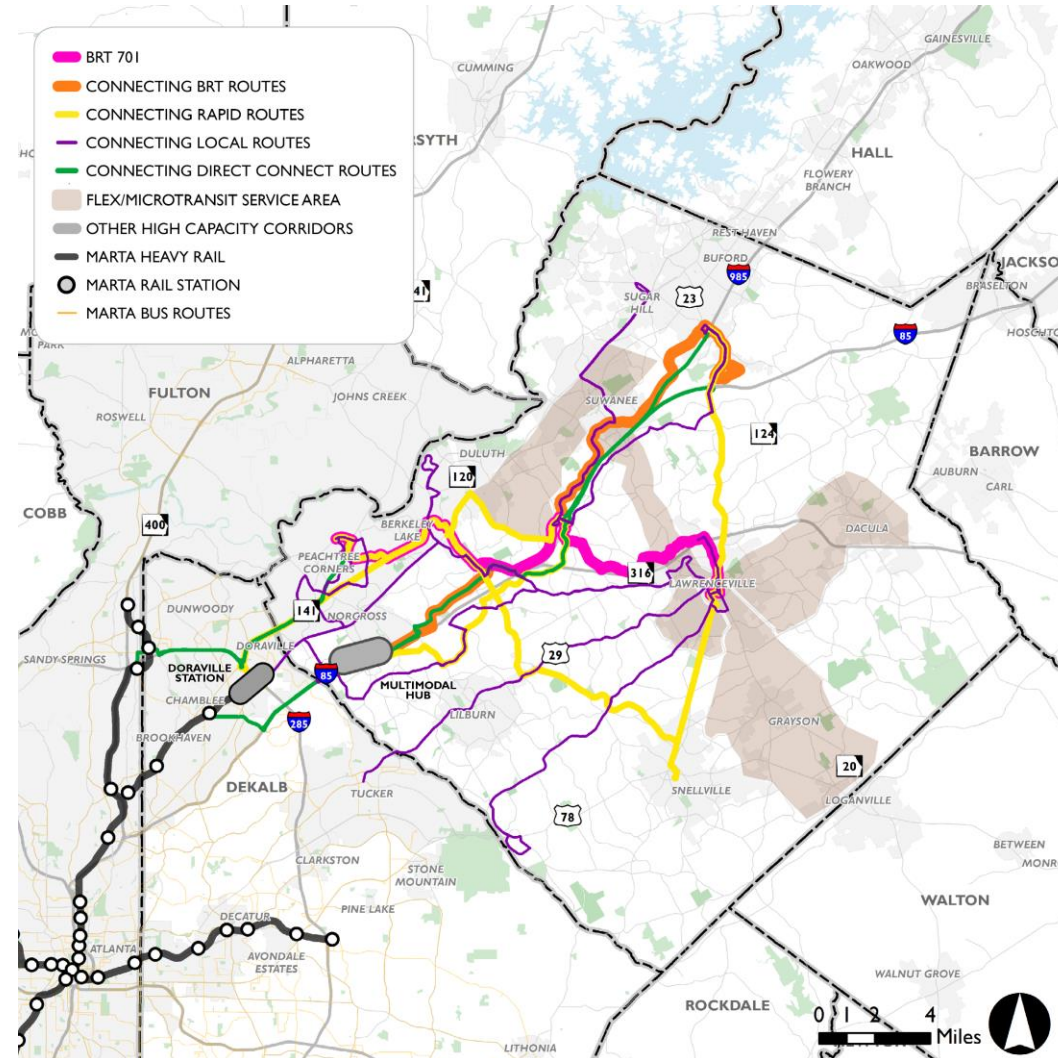 BRT 701
CONNECTING BRT ROUTES
CONNECTING RAPID ROUTES
CONNECTING LOCAL ROUTES
CONNECTING DIRECT CONNECT ROUTES
FLEX/MICROTRANSIT SERVICE AREA
OTHER HIGH CAPACITY CORRIDORS
MARTA HEAVY RAIL
MARTA RAIL STATION
MARTA BUS ROUTES
GAINESVILLE
OAKWOOD
CUMMING
HALL
FLOWERY
BRANCH
REST HAVEN
BUFORD
985
JACKSO
BRASELTON
HOSCHTO
SUGAR
HILL
23
85
PARK
ALPHARETTA
FULTON
ROSWELL
JOHNS CREEK
SUWANEE
DULUTH
120
124
BARROW
AUBURN
CARL
COBB
400
BERKELEY
LAKE
DACULA
PEACHTREE
CORNERS
316
LAWRENCEVILLE
DUNWOODY
141
NORCROSS
SANDY SPRINGS
DORAVILLE
DORAVILLE
STATION
29
85
MULTIMODAL
HUB
CHAMBLEE
LILBURN
285
GRAYSON
BROOKHAVEN
20
DEKALB
TUCKER
SNELLVILLE
LOGANVILLE
78
BETWEEN
MONR
CLARKSTON
STONE
MOUNTAIN
PINE LAKE
WALTON
DECATUR
ATLANTA
AVONDALE
ESTATES
WALNUT GROVE
ROCKDALE
LITHONIA
0 1 2 4
Miles